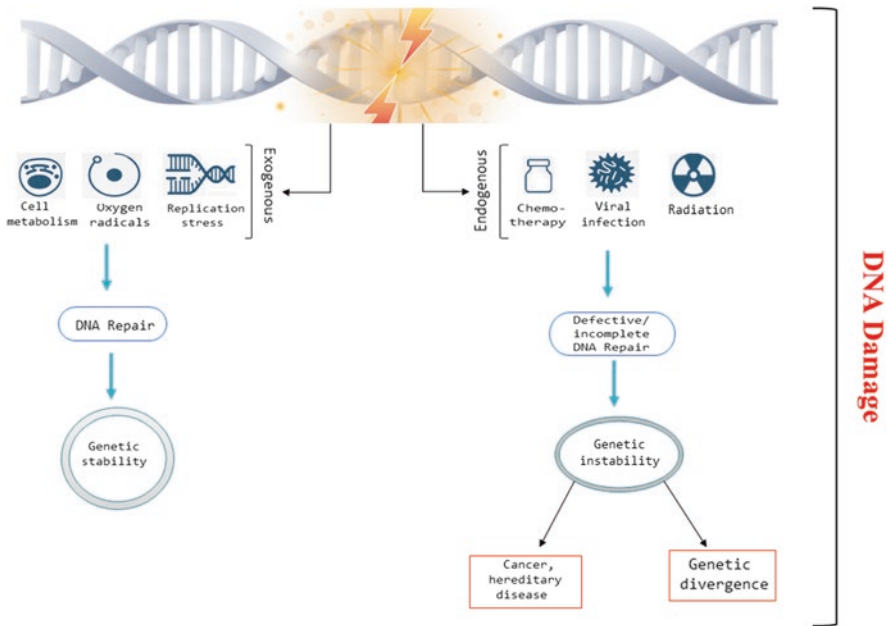 Cell
metabolism
Oxygen
radicals
Replication
stress
Exogenous
Endogenous
Chemo-
therapy
Viral
infection
Radiation
DNA Repair
Defective/
incomplete
DNA Repair
Genetic
stability
Genetic
instability
Cancer,
hereditary
disease
Genetic
divergence
DNA Damage